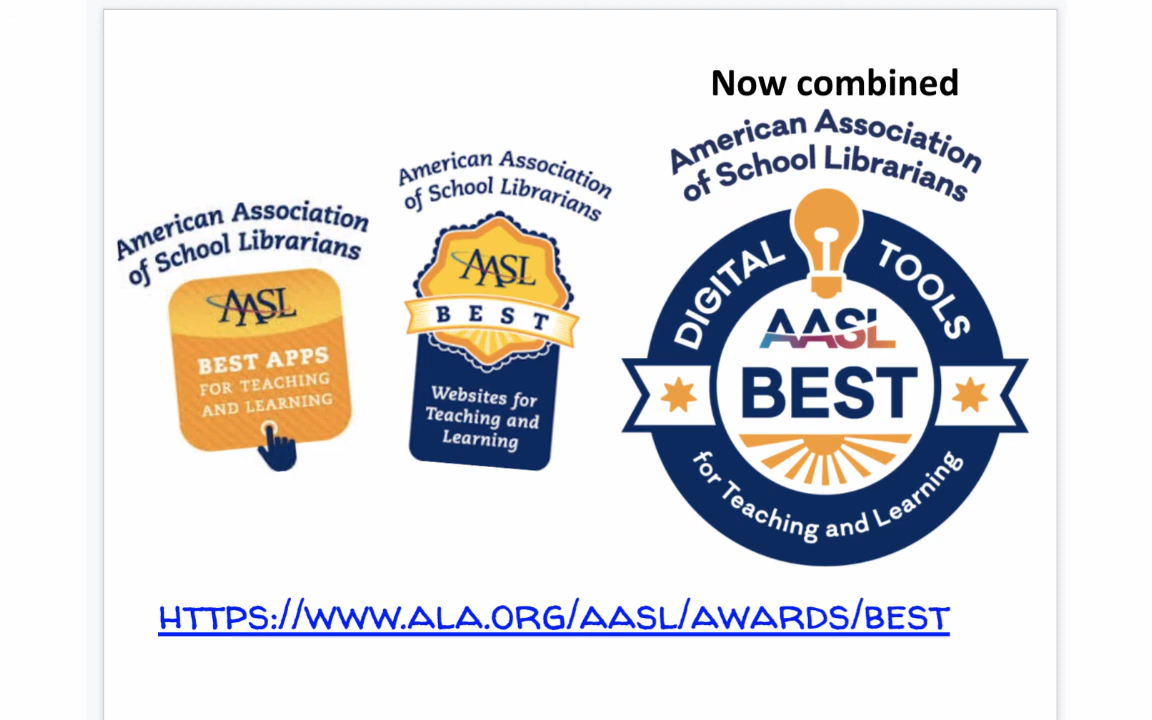 American Association
of School Librarians
AASL
BEST APPS
FOR TEACHING
AND LEARNING
American Association
of School Librarians
AASL
BEST
Websites for
Teaching and
Learning
Now combined
American Association
of School Librarians
DIGITAL TOOLS
AASL
BEST
for Teaching and Learning
HTTPS://WWW.ALA.ORG/AASL/AWARDS/BEST